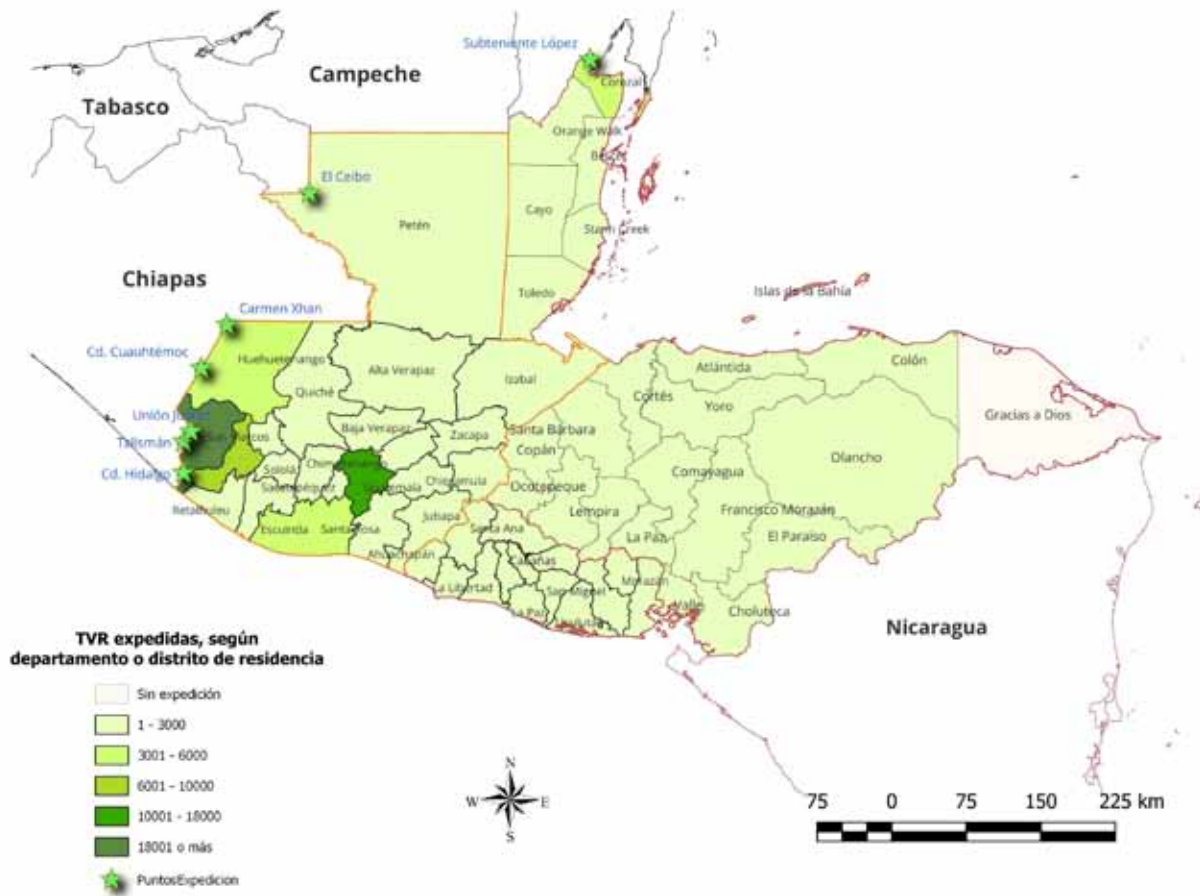 Subteniente López
Campeche
Corozal
Tabasco
Orange Walk
El Ceibo
Cayo
Petén
Stann Creek
Chiapas
Toledo
Islas de la Bahía
Carmen Xhan
Cd. Cuauhtémoc
Huehuetenango
Alta Verapaz
Izabal
Atlántida
Colón
Quiché
Cortés
Yoro
Gracias a Dios
Unión Juárez
Talismán
Baja Verapaz
Zacapa
Santa Bárbara
Copán
Cd. Hidalgo
Sololá
Chiquimula
Comayagua
Olancho
Sacatepéquez
Ocotepeque
Retalhuleu
Jutiapa
Lempira
Francisco Morazán
Escuintla
Santa Rosa
Santa Ana
La Paz
El Paraíso
Ahuachapán
Cabañas
La Libertad
San Miguel
Morazán
La Paz
Valle
Choluteca
Nicaragua
TVR expedidas, según
departamento o distrito de residencia
Sin expedición
1 - 3000
3001 - 6000
6001 - 10000
10001 - 18000
18001 o más
PuntosExpedicion
N
W E
S
75 0 75 150 225 km